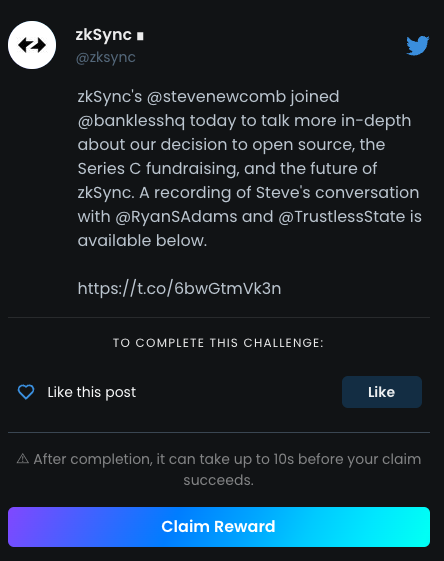 zkSync ∎
@zksync
zkSync's @stevenewcomb joined
@banklesshq today to talk more in-depth
about our decision to open source, the
Series C fundraising, and the future of
zkSync. A recording of Steve's conversation
with @RyanSAdams and @TrustlessState is
available below.
https://t.co/6bwGtmVk3n
TO COMPLETE THIS CHALLENGE:
Like this post
Like
⚠ After completion, it can take up to 10s before your claim
succeeds.
Claim Reward